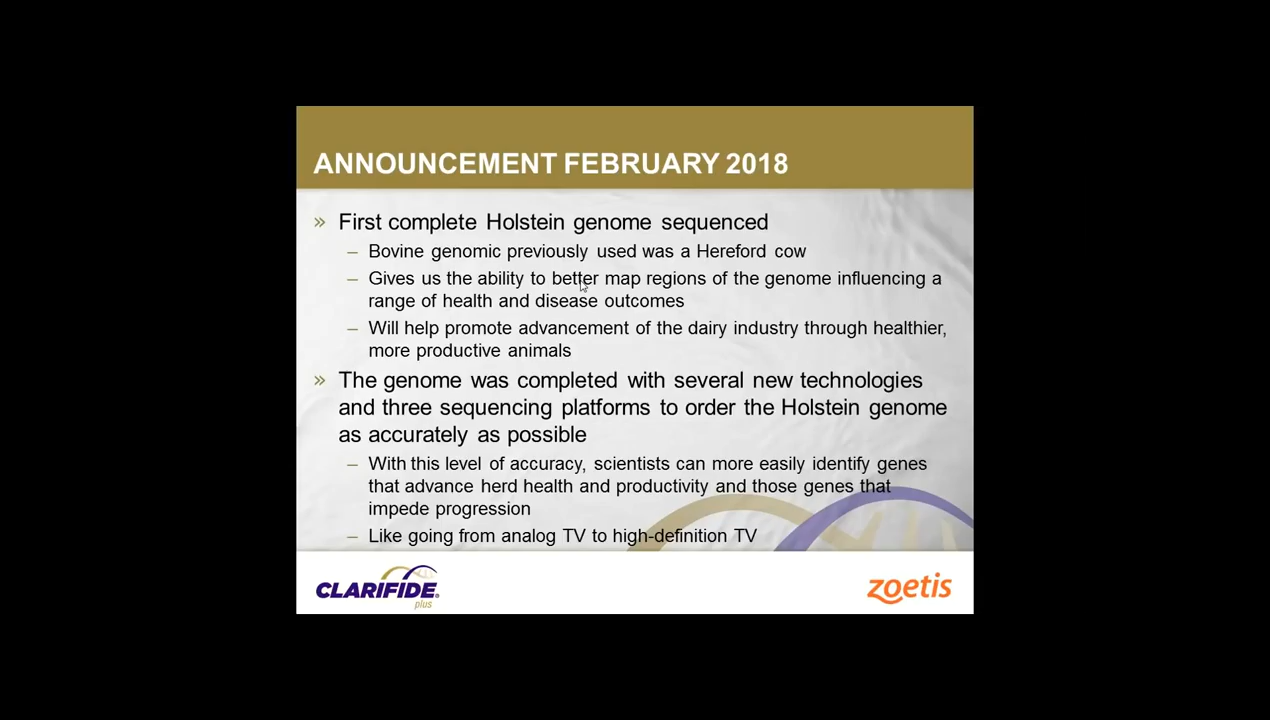 ANNOUNCEMENT FEBRUARY 2018
» First complete Holstein genome sequenced
– Bovine genomic previously used was a Hereford cow
– Gives us the ability to better map regions of the genome influencing a
range of health and disease outcomes
– Will help promote advancement of the dairy industry through healthier,
more productive animals
» The genome was completed with several new technologies
and three sequencing platforms to order the Holstein genome
as accurately as possible
– With this level of accuracy, scientists can more easily identify genes
that advance herd health and productivity and those genes that
impede progression
– Like going from analog TV to high-definition TV
CLARIFIDE®
plus
zoetis